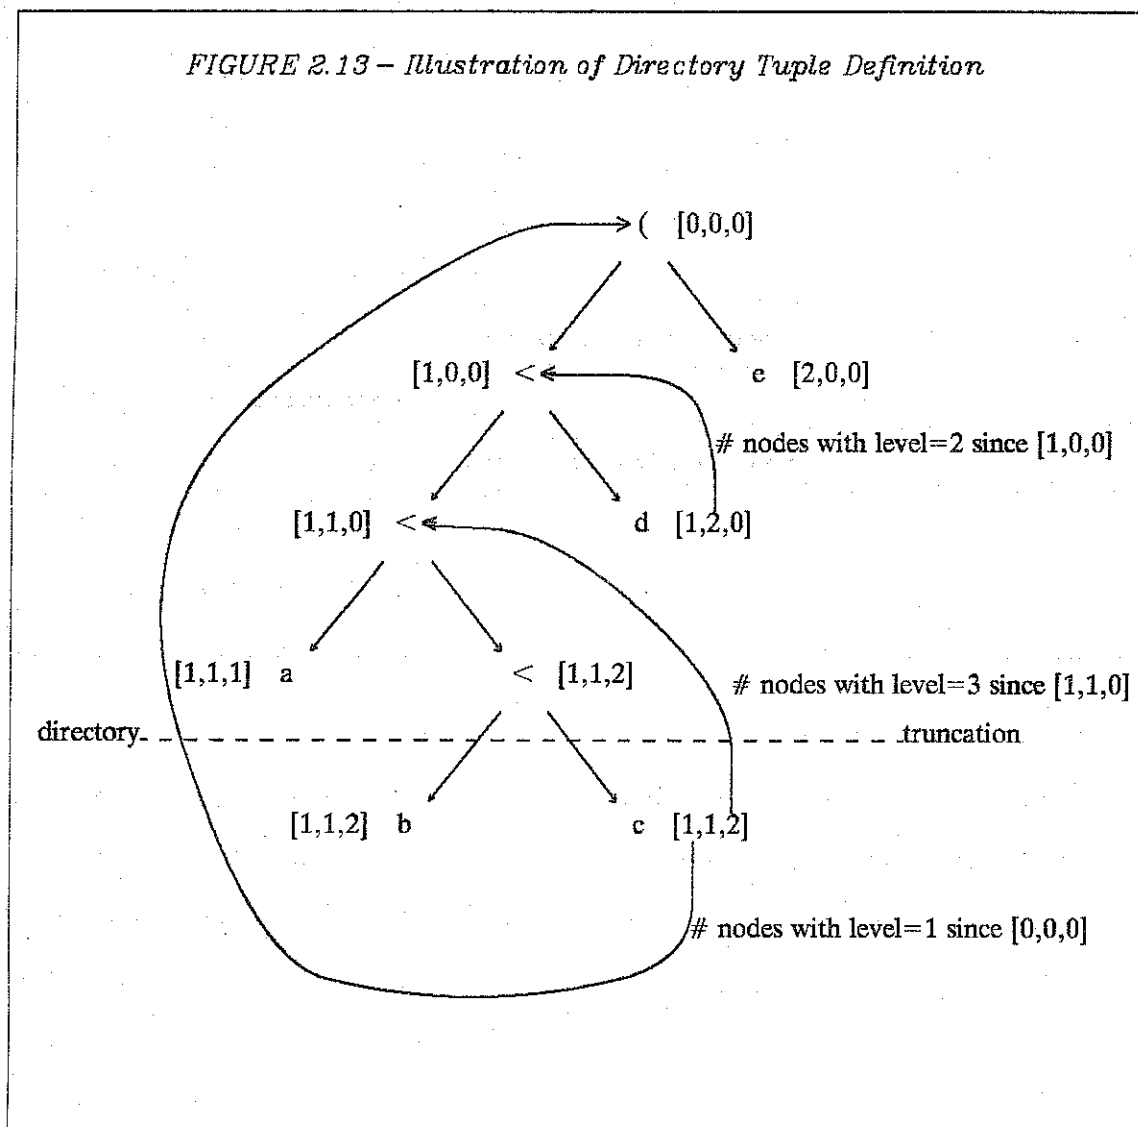 FIGURE 2.13 – Illustration of Directory Tuple Definition
( [0,0,0]
[1,0,0] <
e [2,0,0]
# nodes with level=2 since [1,0,0]
[1,1,0] <
d [1,2,0]
[1,1,1] a
< [1,1,2]
# nodes with level=3 since [1,1,0]
directory
truncation
[1,1,2] b
c [1,1,2]
# nodes with level=1 since [0,0,0]